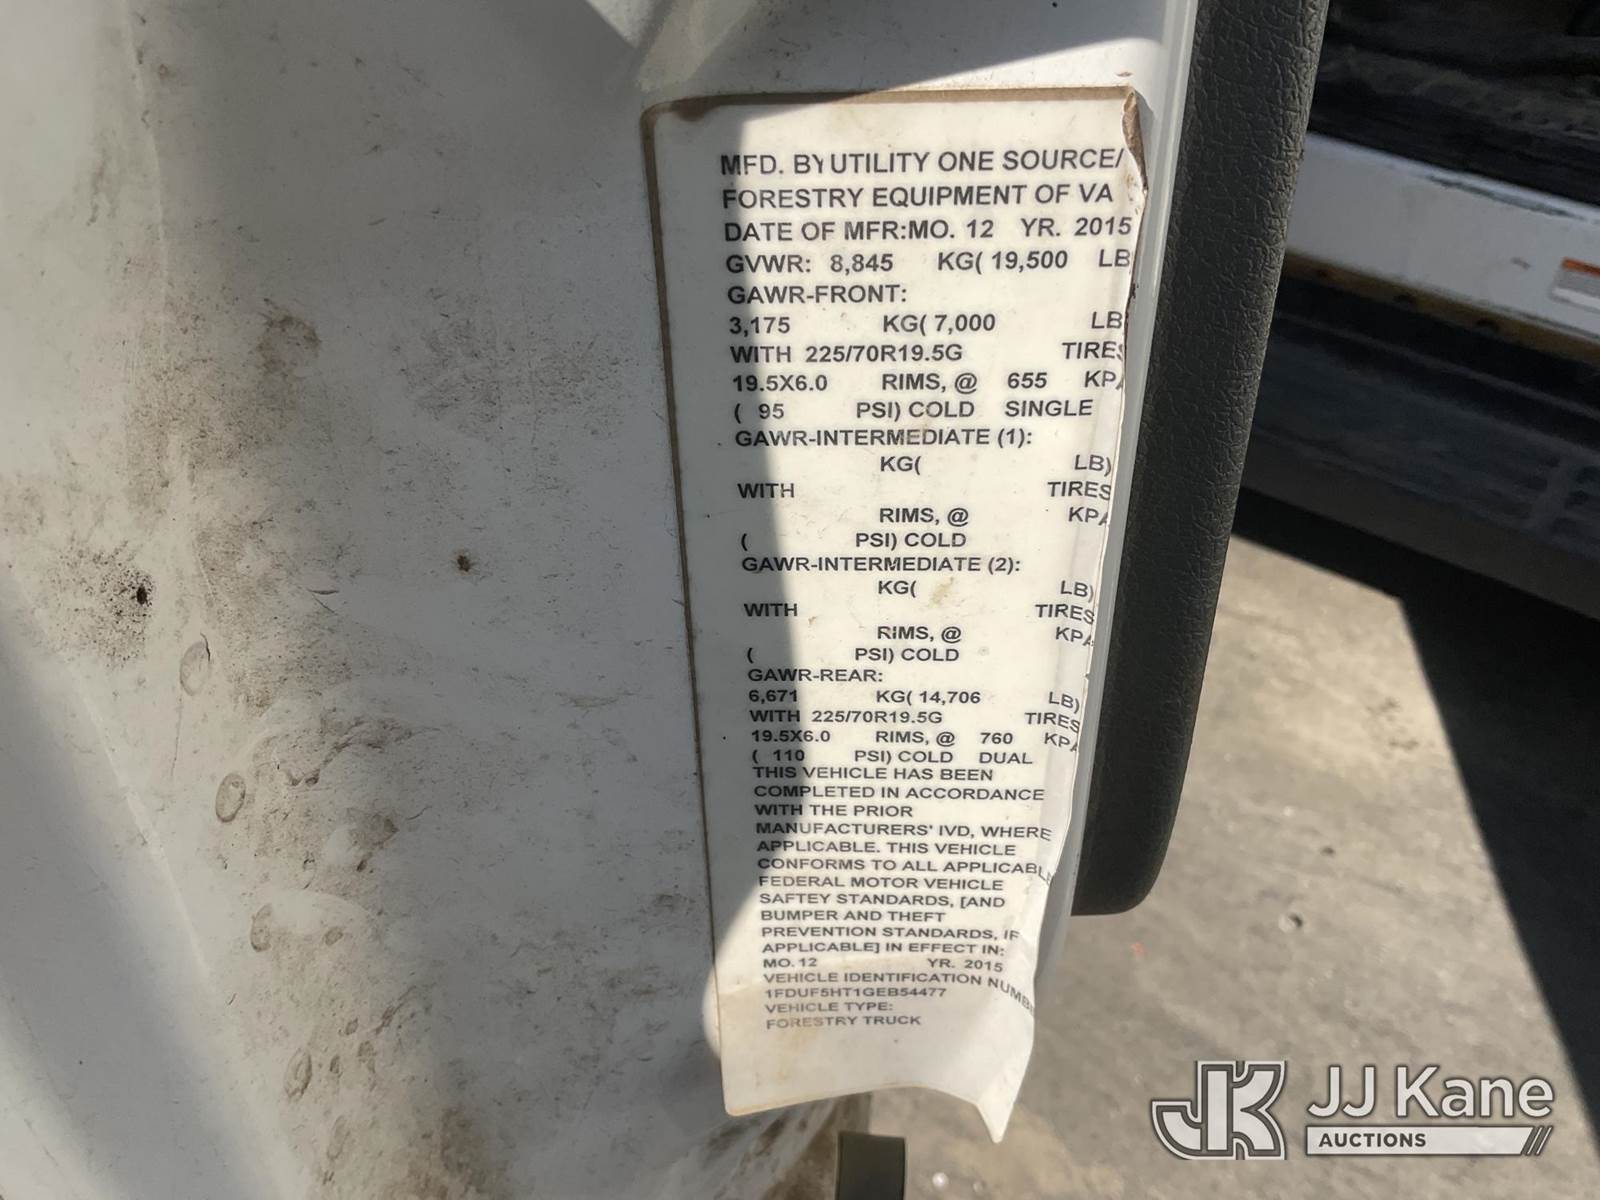 MFD. BY UTILITY ONE SOURCE/
FORESTRY EQUIPMENT OF VA
DATE OF MFR: MO. 12 YR. 2015
GVWR: 8,845 KG( 19,500 LB
GAWR-FRONT:
3,175 KG( 7,000 LB
WITH 225/70R19.5G TIRES
19.5X6.0 RIMS, @ 655 KPA
( 95 PSI) COLD SINGLE
GAWR-INTERMEDIATE (1):
KG( LB)
WITH TIRES
RIMS, @ KPA
( PSI) COLD
GAWR-INTERMEDIATE (2):
KG( LB)
WITH TIRES
RIMS, @ KPA
( PSI) COLD
GAWR-REAR:
6,671 KG( 14,706 LB)
WITH 225/70R19.5G TIRES
19.5X6.0 RIMS, @ 760 KPA
( 110 PSI) COLD DUAL
THIS VEHICLE HAS BEEN
COMPLETED IN ACCORDANCE
WITH THE PRIOR
MANUFACTURERS' IVD, WHERE
APPLICABLE. THIS VEHICLE
CONFORMS TO ALL APPLICABLE
FEDERAL MOTOR VEHICLE
SAFTEY STANDARDS, [AND
BUMPER AND THEFT
PREVENTION STANDARDS, IF
APPLICABLE] IN EFFECT IN:
MO. 12 YR. 2015
VEHICLE IDENTIFICATION NUMBE
1FDUF5HT1GEB54477
VEHICLE TYPE:
FORESTRY TRUCK
JK JJ Kane
AUCTIONS